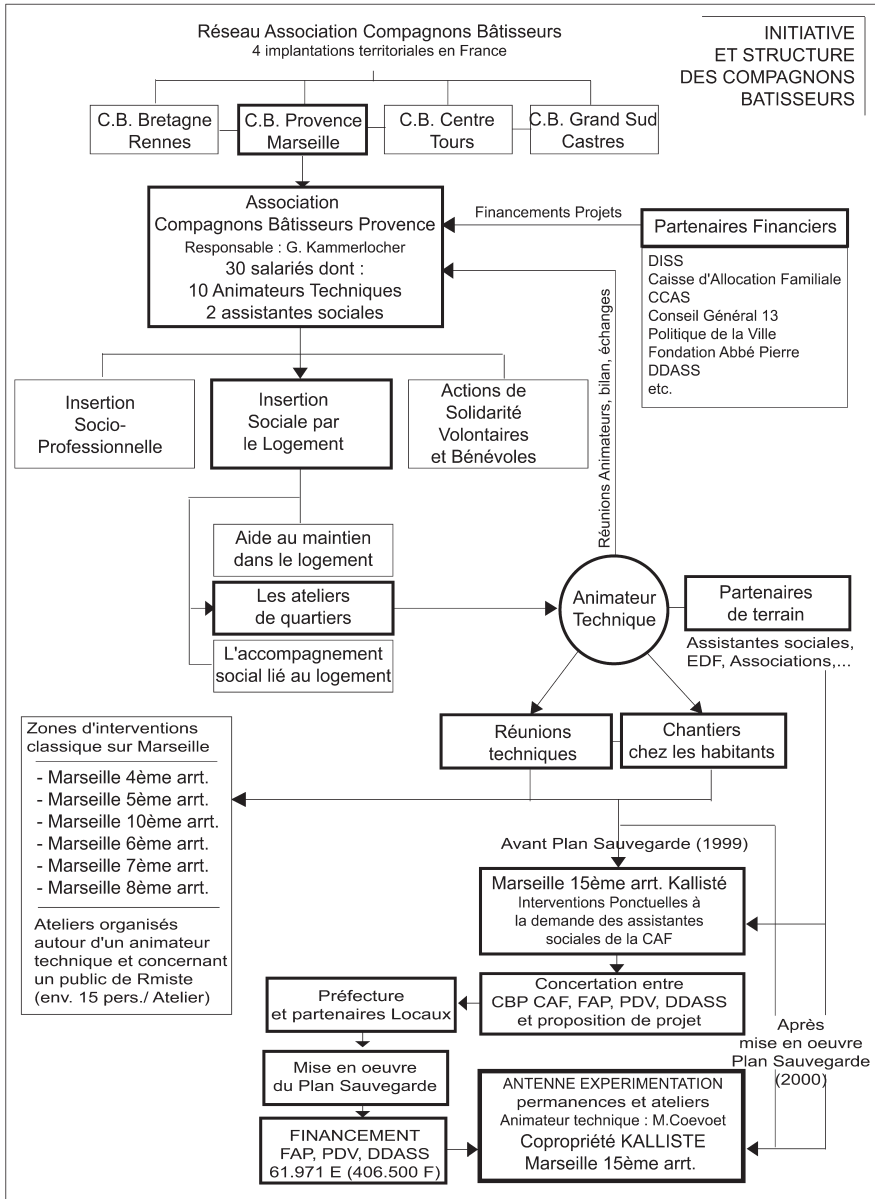 INITIATIVE
ET STRUCTURE
DES COMPAGNONS
BATISSEURS
Réseau Association Compagnons Bâtisseurs
4 implantations territoriales en France
C.B. Bretagne
Rennes
C.B. Provence
Marseille
C.B. Centre
Tours
C.B. Grand Sud
Castres
Association
Compagnons Bâtisseurs Provence
Responsable : G. Kammerlocher
30 salariés dont :
10 Animateurs Techniques
2 assistantes sociales
Financements Projets
Partenaires Financiers
DISS
Caisse d'Allocation Familiale
CCAS
Conseil Général 13
Politique de la Ville
Fondation Abbé Pierre
DDASS
etc.
Réunions Animateurs, bilan, échanges
Insertion
Socio-
Professionnelle
Insertion
Sociale par
le Logement
Actions de
Solidarité
Volontaires
et Bénévoles
Aide au maintien
dans le logement
Les ateliers
de quartiers
L'accompagnement
social lié au logement
Animateur
Technique
Partenaires
de terrain
Assistantes sociales,
EDF, Associations,...
Réunions
techniques
Chantiers
chez les habitants
Zones d'interventions
classique sur Marseille
- Marseille 4ème arrt.
- Marseille 5ème arrt.
- Marseille 10ème arrt.
- Marseille 6ème arrt.
- Marseille 7ème arrt.
- Marseille 8ème arrt.
Ateliers organisés
autour d'un animateur
technique et concernant
un public de Rmiste
(env. 15 pers./ Atelier)
Avant Plan Sauvegarde (1999)
Marseille 15ème arrt. Kallisté
Interventions Ponctuelles à
la demande des assistantes
sociales de la CAF
Concertation entre
CBP CAF, FAP, PDV, DDASS
et proposition de projet
Préfecture
et partenaires Locaux
Mise en oeuvre
du Plan Sauvegarde
FINANCEMENT
FAP, PDV, DDASS
61.971 E (406.500 F)
Après
mise en oeuvre
Plan Sauvegarde
(2000)
ANTENNE EXPERIMENTATION
permanences et ateliers
Animateur technique : M.Coevoet
Copropriété KALLISTE
Marseille 15ème arrt.